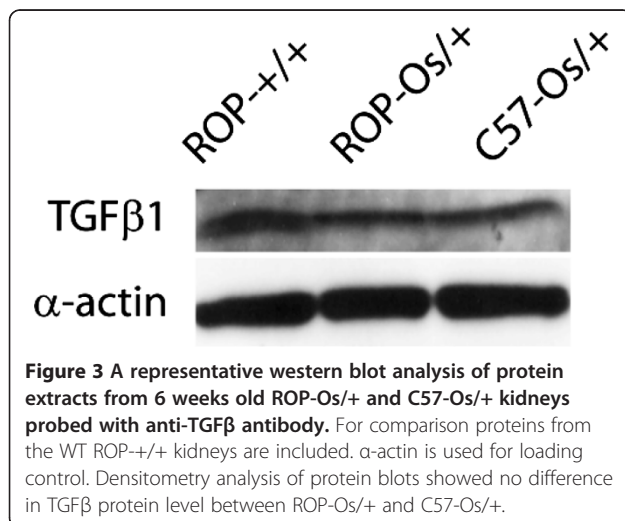 ROP-+/+
ROP-Os/+
C57-Os/+
TGFβ1
α-actin
Figure 3 A representative western blot analysis of protein
extracts from 6 weeks old ROP-Os/+ and C57-Os/+ kidneys
probed with anti-TGFβ antibody. For comparison proteins from
the WT ROP-+/+ kidneys are included. α-actin is used for loading
control. Densitometry analysis of protein blots showed no difference
in TGFβ protein level between ROP-Os/+ and C57-Os/+.